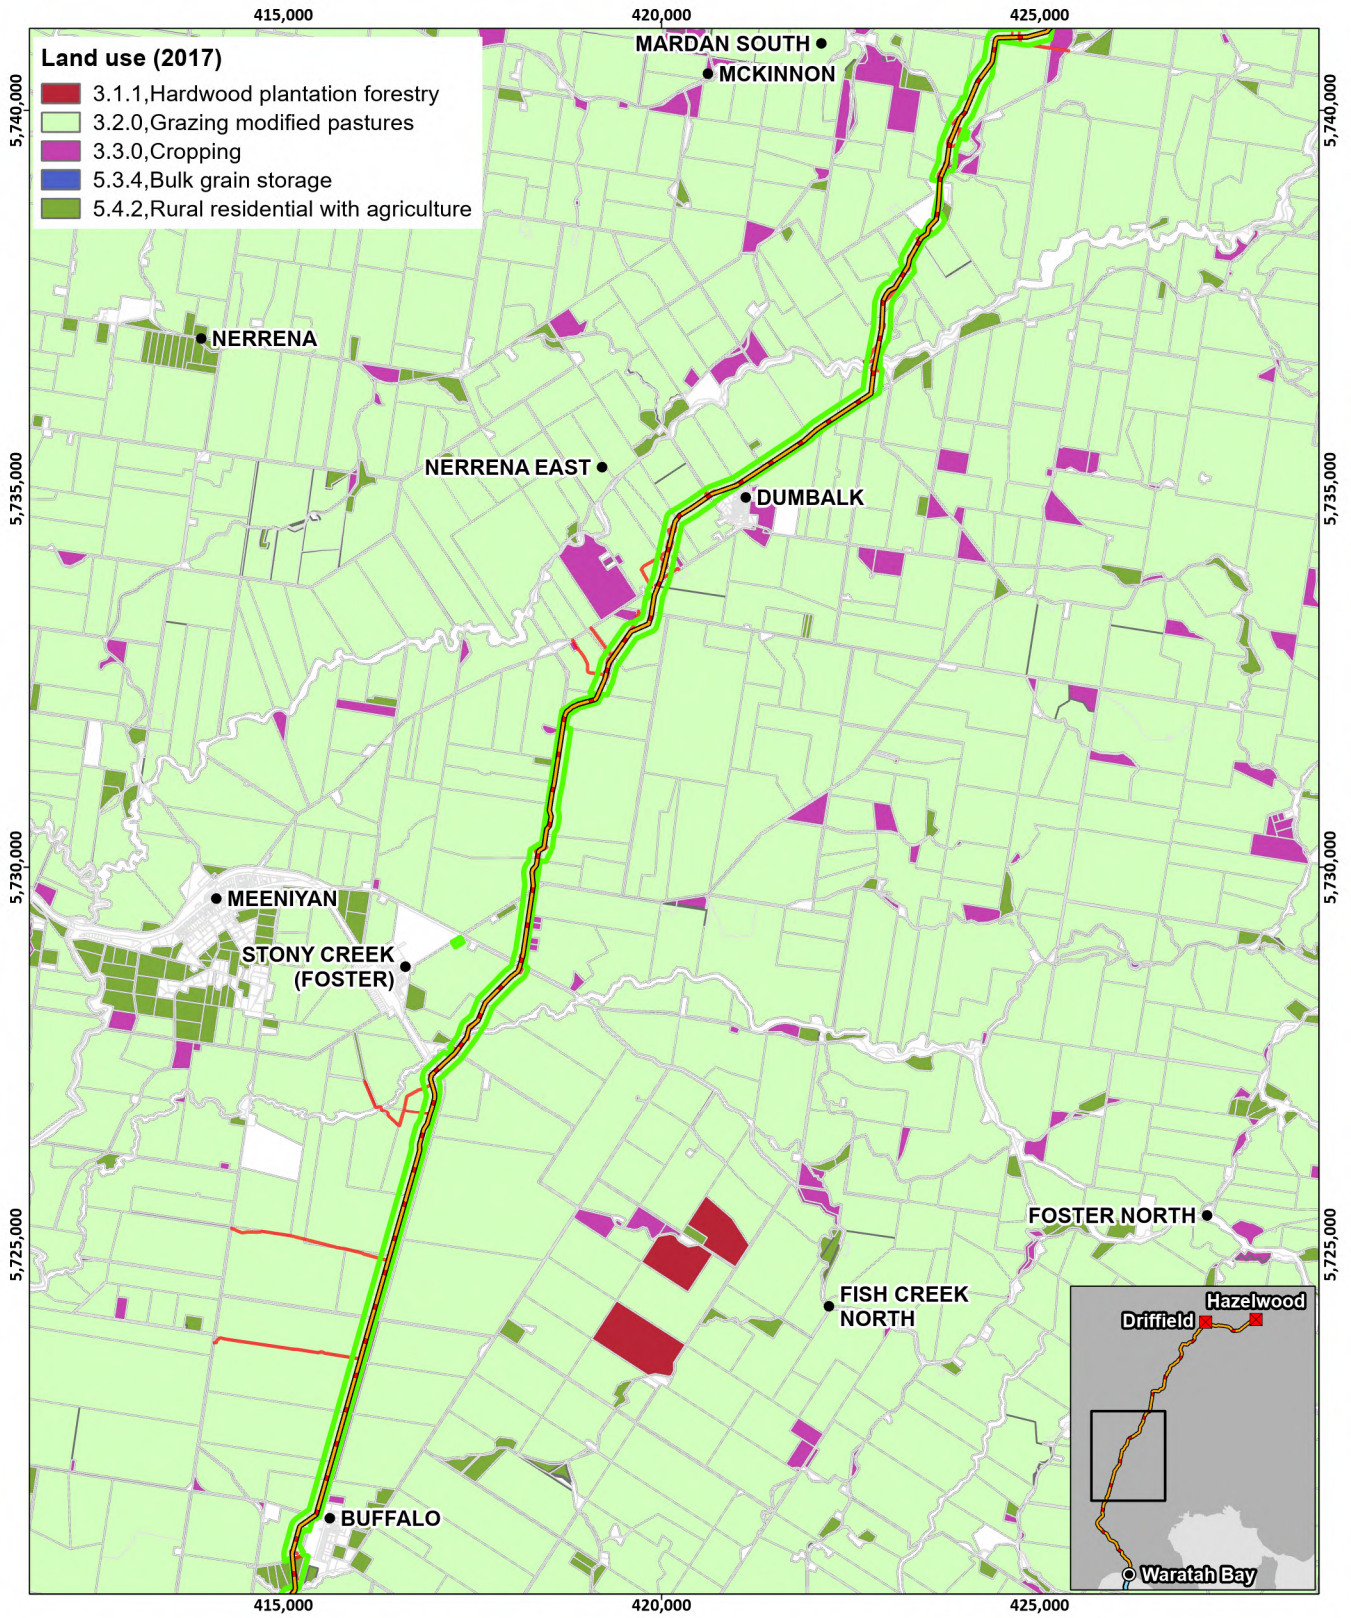 415,000
420,000
425,000
Land use (2017)
3.1.1,Hardwood plantation forestry
3.2.0,Grazing modified pastures
3.3.0,Cropping
5.3.4,Bulk grain storage
5.4.2,Rural residential with agriculture
MARDAN SOUTH
MCKINNON
5,740,000
5,740,000
NERRENA
NERRENA EAST
DUMBALK
5,735,000
5,735,000
5,730,000
5,730,000
MEENIYAN
STONY CREEK
(FOSTER)
FOSTER NORTH
5,725,000
5,725,000
FISH CREEK
NORTH
Hazelwood
Driffield
BUFFALO
Waratah Bay
415,000
420,000
425,000